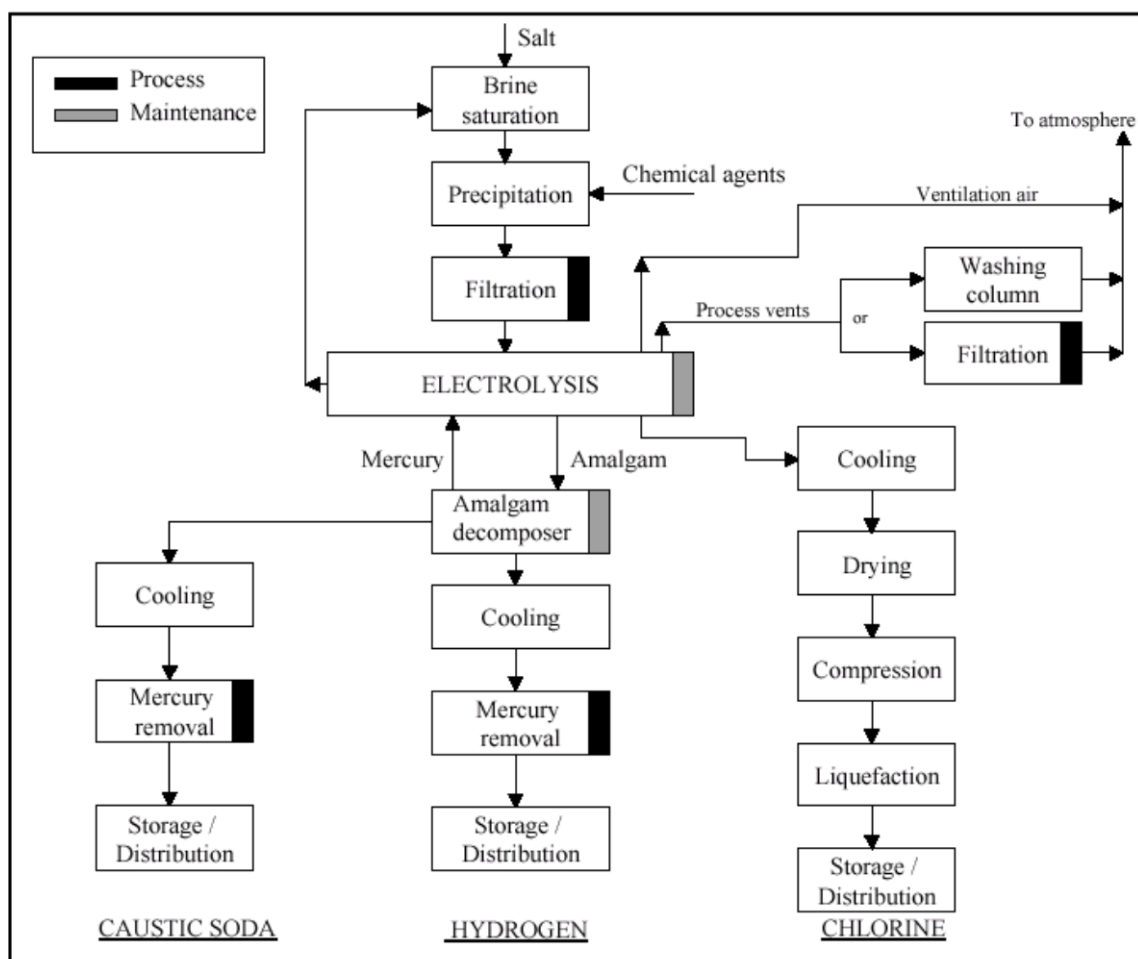 Salt
Process
Maintenance
Brine
saturation
To atmosphere
Precipitation
Chemical agents
Ventilation air
Filtration
Washing
column
Process vents
or
Filtration
ELECTROLYSIS
Mercury
Amalgam
Cooling
Amalgam
decomposer
Drying
Cooling
Cooling
Compression
Mercury
removal
Mercury
removal
Liquefaction
Storage /
Distribution
Storage /
Distribution
Storage /
Distribution
CAUSTIC SODA
HYDROGEN
CHLORINE